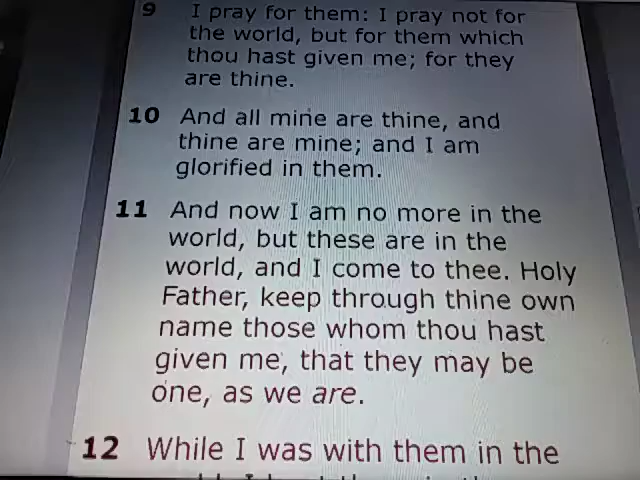 9 I pray for them: I pray not for
the world, but for them which
thou hast given me; for they
are thine.
10 And all mine are thine, and
thine are mine; and I am
glorified in them.
11 And now I am no more in the
world, but these are in the
world, and I come to thee. Holy
Father, keep through thine own
name those whom thou hast
given me, that they may be
one, as we are.
12 While I was with them in the